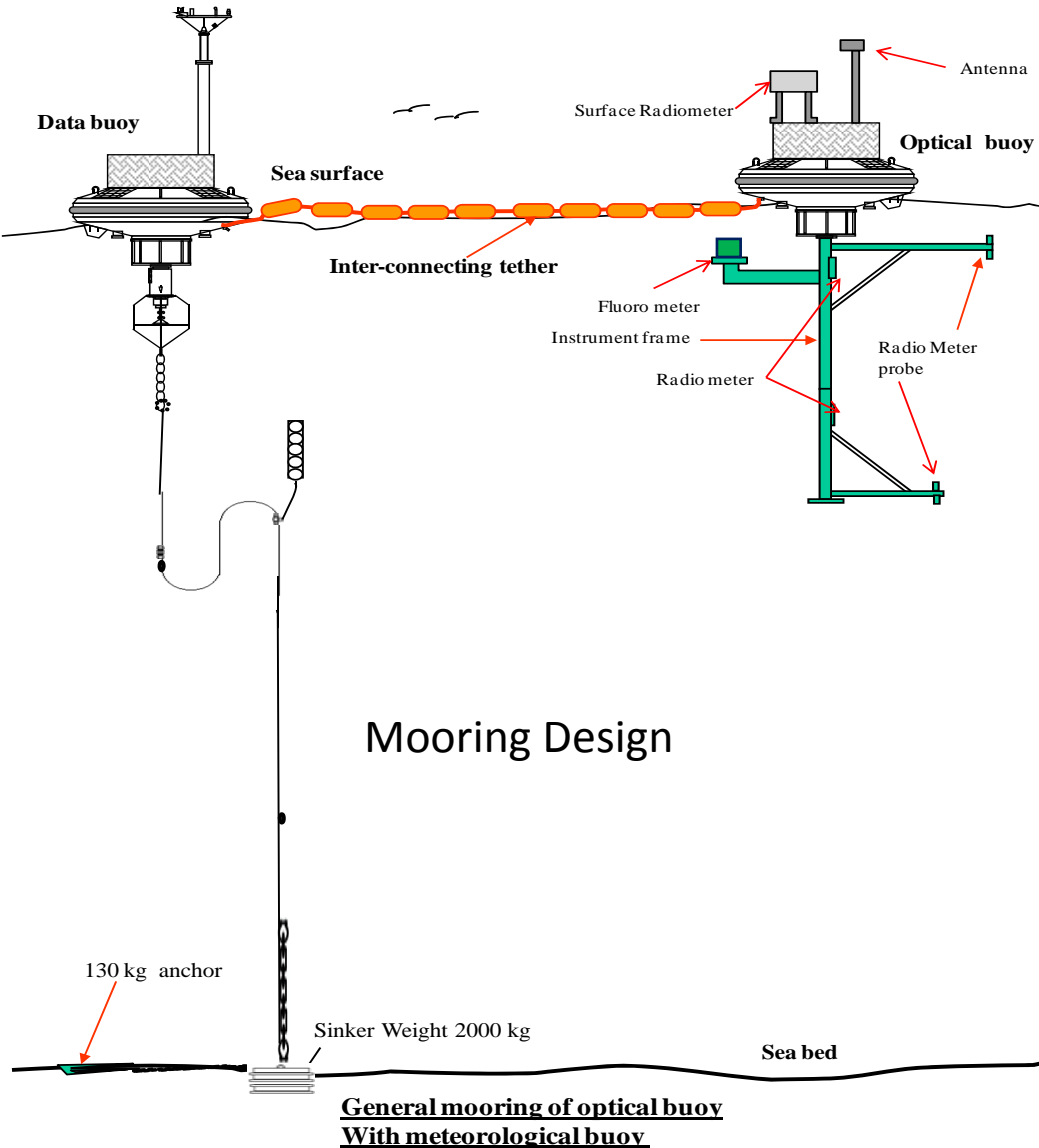 Antenna
Surface Radiometer
Data buoy
Optical buoy
Sea surface
Inter-connecting tether
Fluoro meter
Instrument frame
Radio Meter
probe
Radio meter
Mooring Design
130 kg anchor
Sinker Weight 2000 kg
Sea bed
General mooring of optical buoy
With meteorological buoy